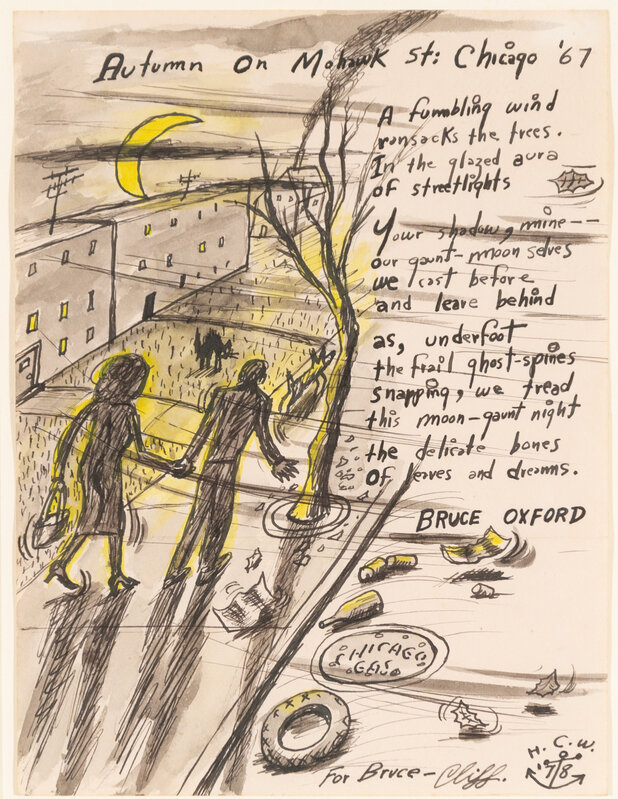 Autumn on Mohawk St: Chicago '67
A fumbling wind
ransacks the trees.
In the glazed aura
of streetlights
Your shadow, mine--
our gaunt-moon selves
we cast before
and leave behind
as, underfoot
the frail ghost-spines
snapping, we tread
this moon-gaunt night
the delicate bones
Of leaves and dreams.
BRUCE OXFORD
CHICAGO
GAS
H. C. W.
'78
For Bruce - Cliff.